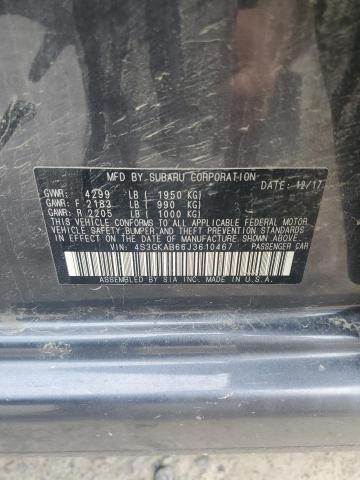 MFD BY SUBARU CORPORATION
DATE: 12/17
GVWR: 4299 LB ( 1950 KG)
GAWR: F 2183 LB ( 990 KG)
GAWR: R 2205 LB ( 1000 KG)
THIS VEHICLE CONFORMS TO ALL APPLICABLE FEDERAL MOTOR
VEHICLE SAFETY, BUMPER, AND THEFT PREVENTION STANDARDS
IN EFFECT ON THE DATE OF MANUFACTURE SHOWN ABOVE.
VIN: 4S3GKAB66J3610467 PASSENGER CAR
ASSEMBLED BY SIA INC. MADE IN U.S.A.